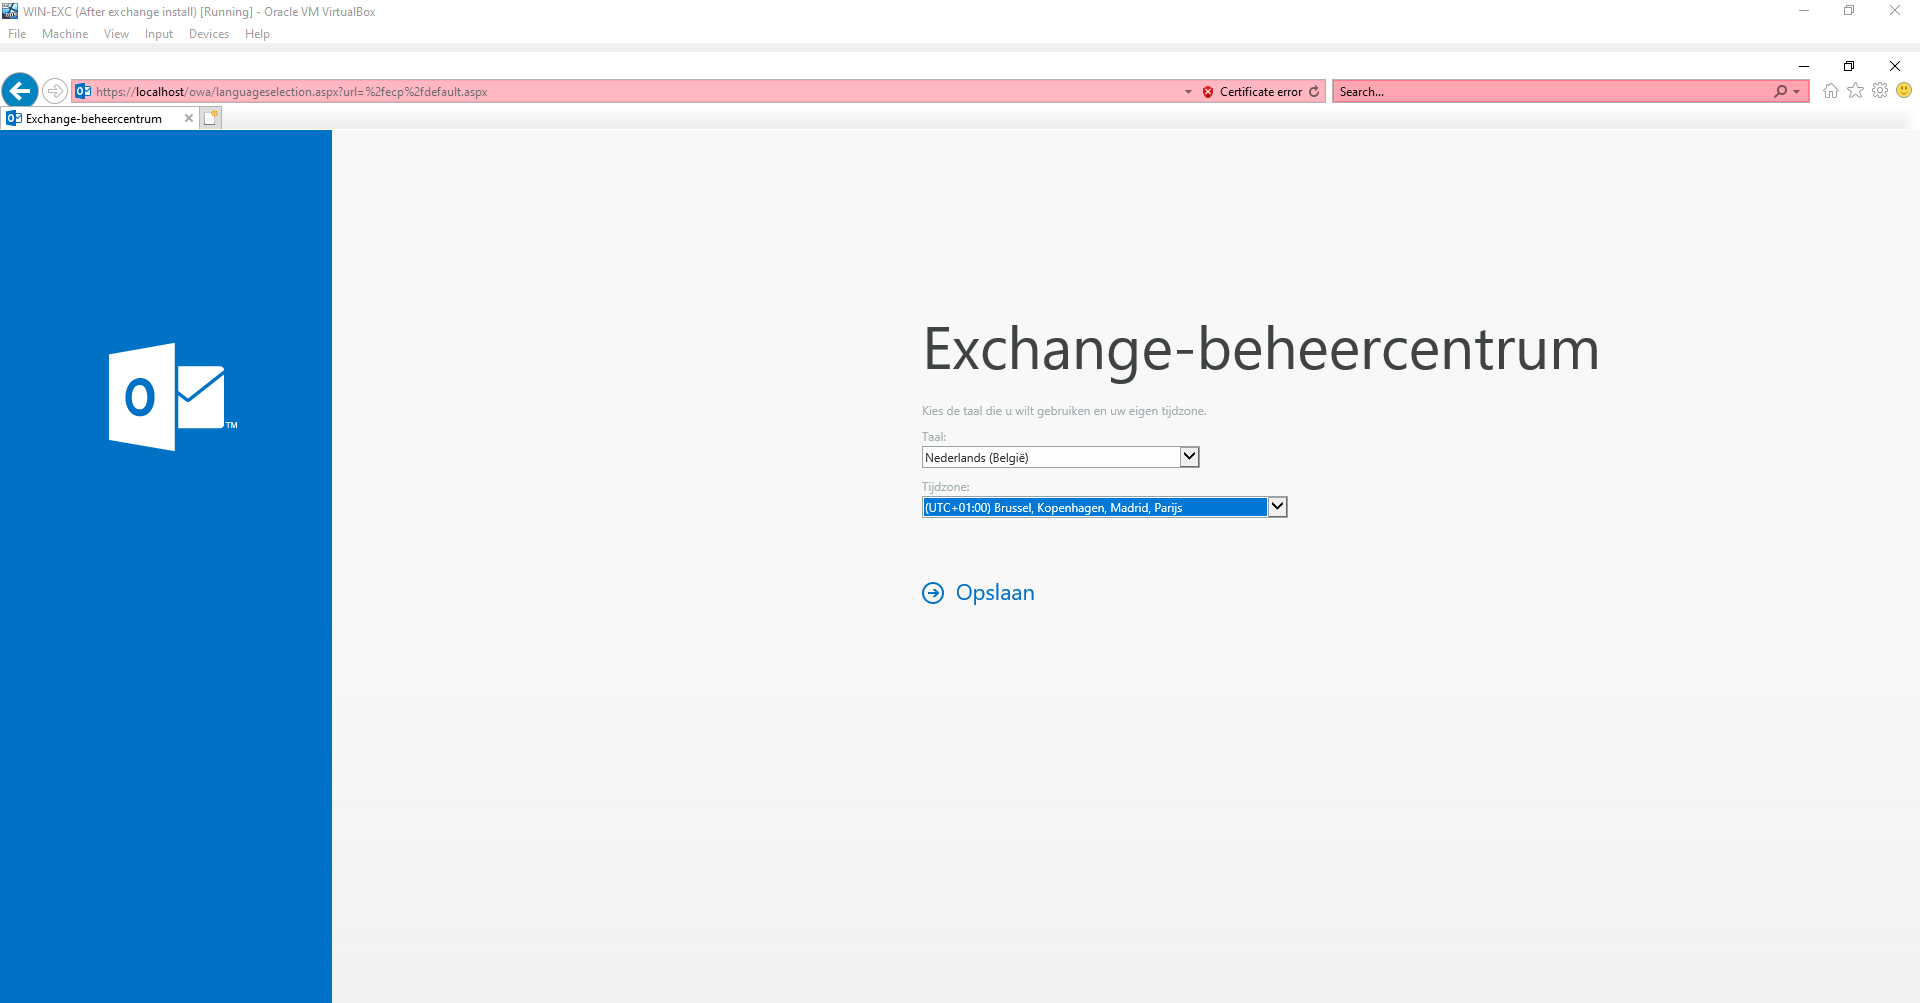 WIN-EXC (After exchange install) [Running] - Oracle VM VirtualBox
File Machine View Input Devices Help
https://localhost/owa/languageselection.aspx?url=%2fecp%2fdefault.aspx Certificate error Search...
Exchange-beheercentrum
Exchange-beheercentrum
Kies de taal die u wilt gebruiken en uw eigen tijdzone.
Taal:
Nederlands (België)
Tijdzone:
(UTC+01:00) Brussel, Kopenhagen, Madrid, Parijs
Opslaan
O TM